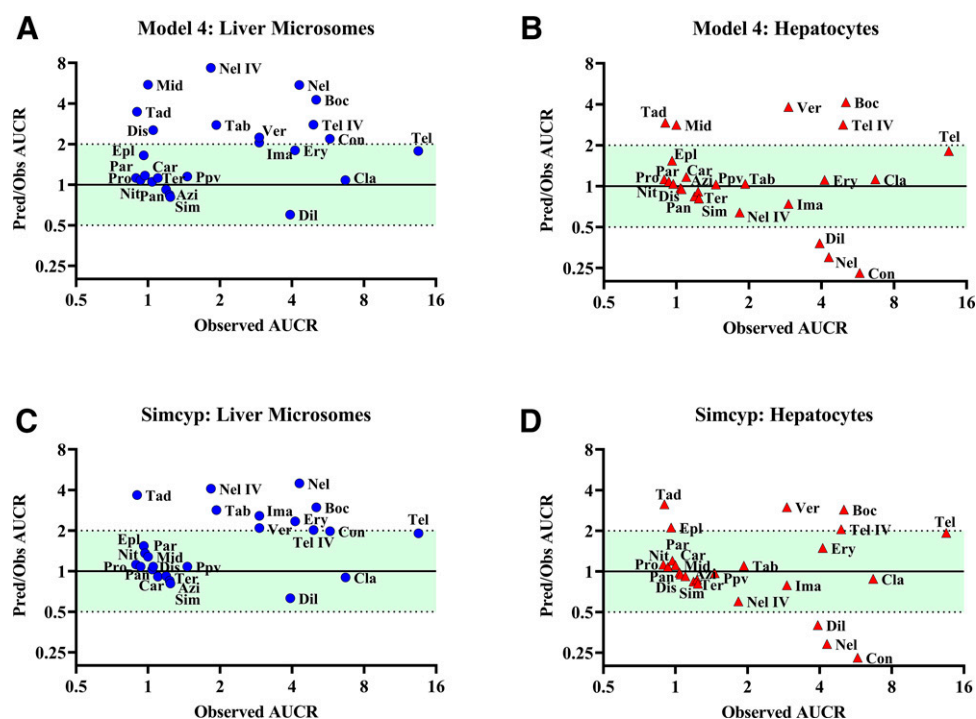 A
Model 4: Liver Microsomes
Pred/Obs AUCR
8
4
2
1
0.5
0.25
Nel IV
Mid
Nel
Boc
Tad
Dis
Tab
Ver
Tel IV
Con
Tel
Epl
Ima
Ery
Par
Car
Pro
Ter
Ppv
Cla
Nit
Pan
Azi
Sim
Dil
0.5 1 2 4 8 16
Observed AUCR
B
Model 4: Hepatocytes
Pred/Obs AUCR
8
4
2
1
0.5
0.25
Ver
Boc
Tad
Mid
Tel IV
Tel
Epl
Par
Car
Pro
Azi
Ppv
Tab
Ery
Cla
Nit
Dis
Ter
Pan
Sim
Nel IV
Ima
Dil
Nel
Con
0.5 1 2 4 8 16
Observed AUCR
C
Simcyp: Liver Microsomes
Pred/Obs AUCR
8
4
2
1
0.5
0.25
Tad
Nel IV
Nel
Tab
Ima
Boc
Ery
Ver
Con
Tel IV
Tel
Epl
Par
Nit
Mid
Pro
Dis
Ppv
Pan
Ter
Car
Azi
Sim
Cla
Dil
0.5 1 2 4 8 16
Observed AUCR
D
Simcyp: Hepatocytes
Pred/Obs AUCR
8
4
2
1
0.5
0.25
Tad
Ver
Boc
Epl
Tel IV
Tel
Par
Ery
Nit
Car
Pro
Mid
Tab
Pan
Azi
Ppv
Dis
Ter
Sim
Ima
Cla
Nel IV
Dil
Nel
Con
0.5 1 2 4 8 16
Observed AUCR